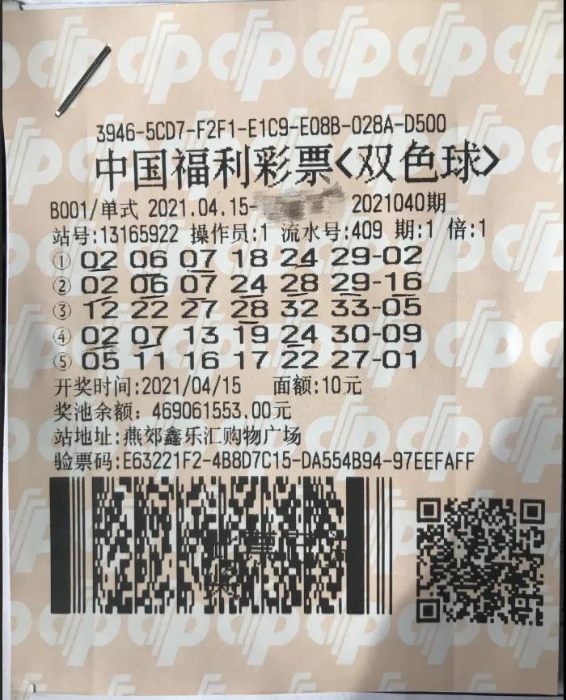 3946-5CD7-F2F1-E1C9-E08B-028A-D500
中国福利彩票<双色球>
B001/单式 2021.04.15- 2021040期
站号:13165922 操作员:1 流水号:409 期:1 倍:1
① 02 06 07 18 24 29-02
② 02 06 07 24 28 29-16
③ 12 22 27 28 32 33-05
④ 02 07 13 19 24 30-09
⑤ 05 11 16 17 22 27-01
开奖时间:2021/04/15 面额:10元
奖池余额: 469061553.00元
站地址:燕郊鑫乐汇购物广场
验票码:E63221F2-4B8D7C15-DA554B94-97EEFAFF